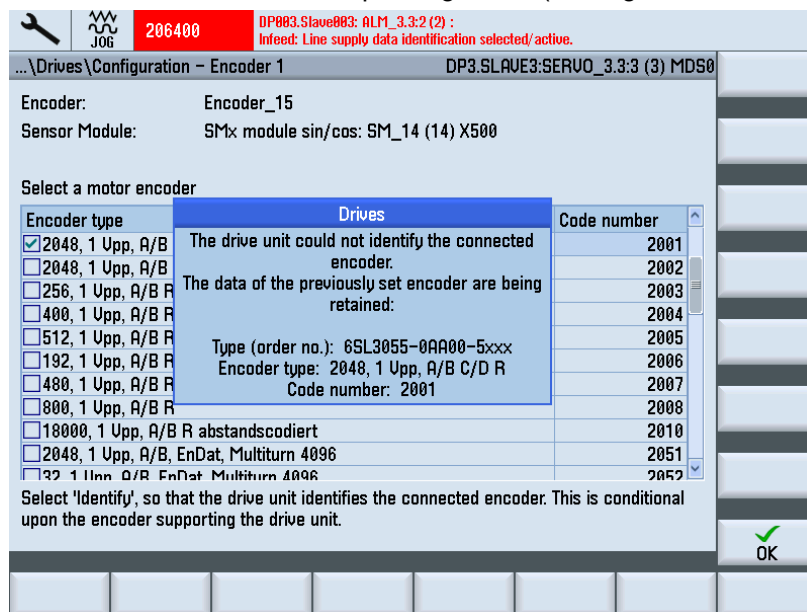 JOG
206400
DP003.Slave003: ALM_3.3:2 (2) :
Infeed: Line supply data identification selected/active.
...\Drives\Configuration – Encoder 1 DP3.SLAVE3:SERVO_3.3:3 (3) MDS0
Encoder: Encoder_15
Sensor Module: SMx module sin/cos: SM_14 (14) X500
Select a motor encoder
Encoder type Code number
2048, 1 Vpp, A/B 2001
2048, 1 Vpp, A/B 2002
256, 1 Vpp, A/B R 2003
400, 1 Vpp, A/B R 2004
512, 1 Vpp, A/B R 2005
192, 1 Vpp, A/B R 2006
480, 1 Vpp, A/B R 2007
800, 1 Vpp, A/B R 2008
18000, 1 Vpp, A/B R abstandscodiert 2010
2048, 1 Vpp, A/B, EnDat, Multiturn 4096 2051
32, 1 Vpp, A/B, EnDat, Multiturn 4096 2052
Drives
The drive unit could not identify the connected
encoder.
The data of the previously set encoder are being
retained:
Type (order no.): 6SL3055-0AA00-5xxx
Encoder type: 2048, 1 Vpp, A/B C/D R
Code number: 2001
Select 'Identify', so that the drive unit identifies the connected encoder. This is conditional
upon the encoder supporting the drive unit.
OK